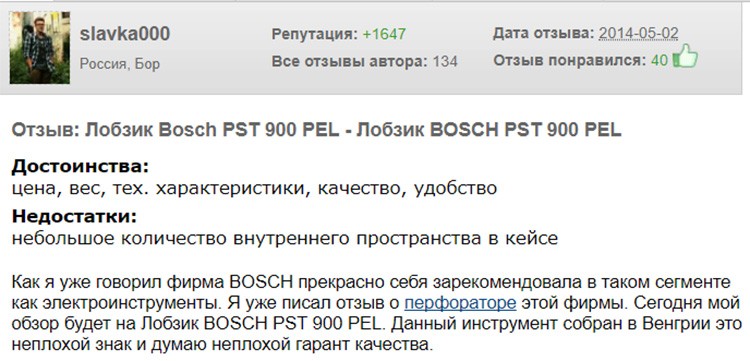 slavka000
Репутация: +1647
Дата отзыва: 2014-05-02
Россия, Бор
Все отзывы автора: 134
Отзыв понравился: 40
Отзыв: Лобзик Bosch PST 900 PEL - Лобзик BOSCH PST 900 PEL
Достоинства:
цена, вес, тех. характеристики, качество, удобство
Недостатки:
небольшое количество внутреннего пространства в кейсе
Как я уже говорил фирма BOSCH прекрасно себя зарекомендовала в таком сегменте
как электроинструменты. Я уже писал отзыв о перфораторе этой фирмы. Сегодня мой
обзор будет на Лобзик BOSCH PST 900 PEL. Данный инструмент собран в Венгрии это
неплохой знак и думаю неплохой гарант качества.